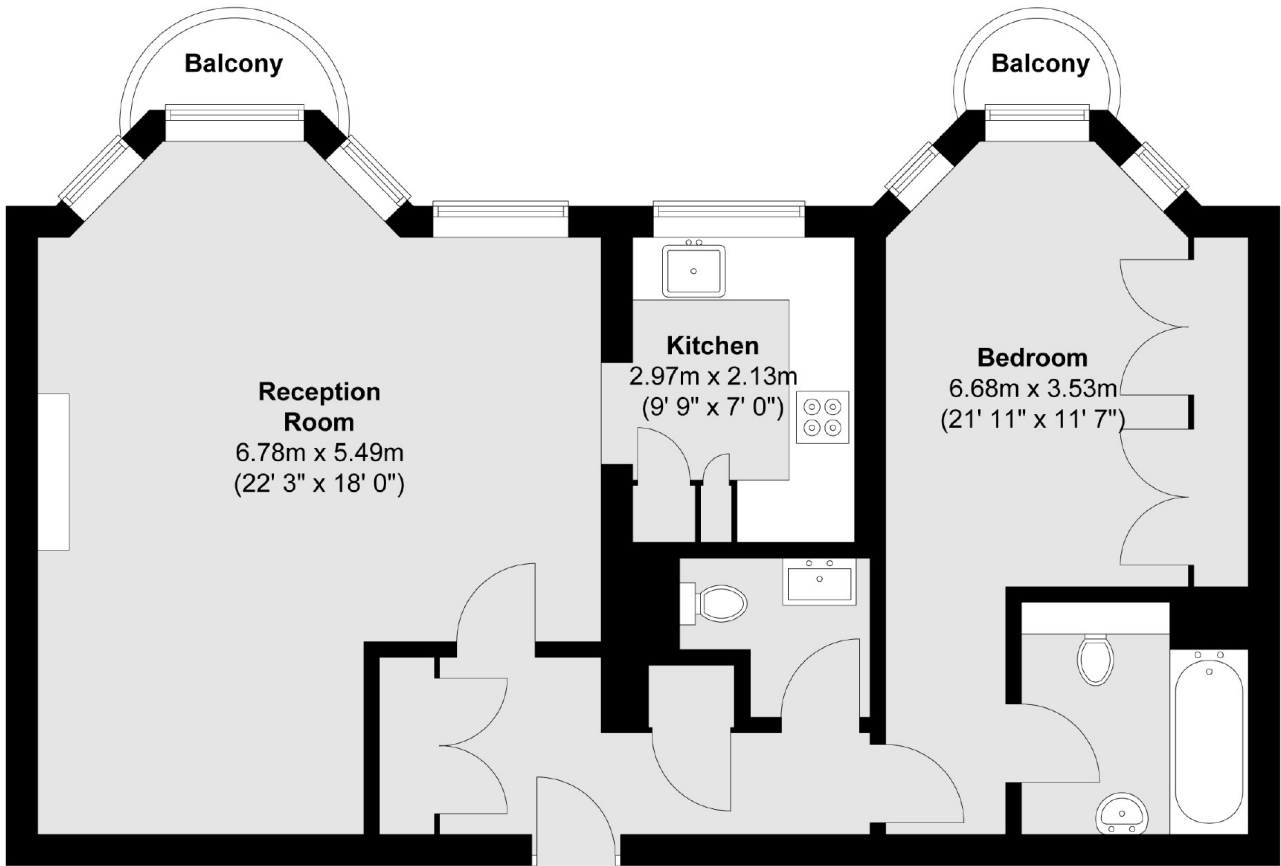 Balcony
Balcony
Reception
Room
6.78m x 5.49m
(22' 3" x 18' 0")
Kitchen
2.97m x 2.13m
(9' 9" x 7' 0")
Bedroom
6.68m x 3.53m
(21' 11" x 11' 7")